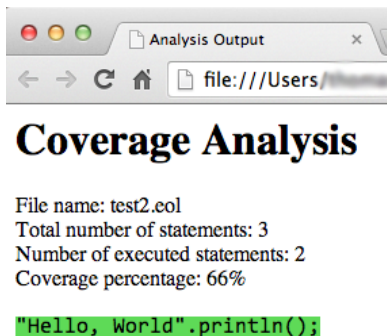 Analysis Output
file:///Users/
Coverage Analysis
File name: test2.eol
Total number of statements: 3
Number of executed statements: 2
Coverage percentage: 66%
"Hello, World".println();